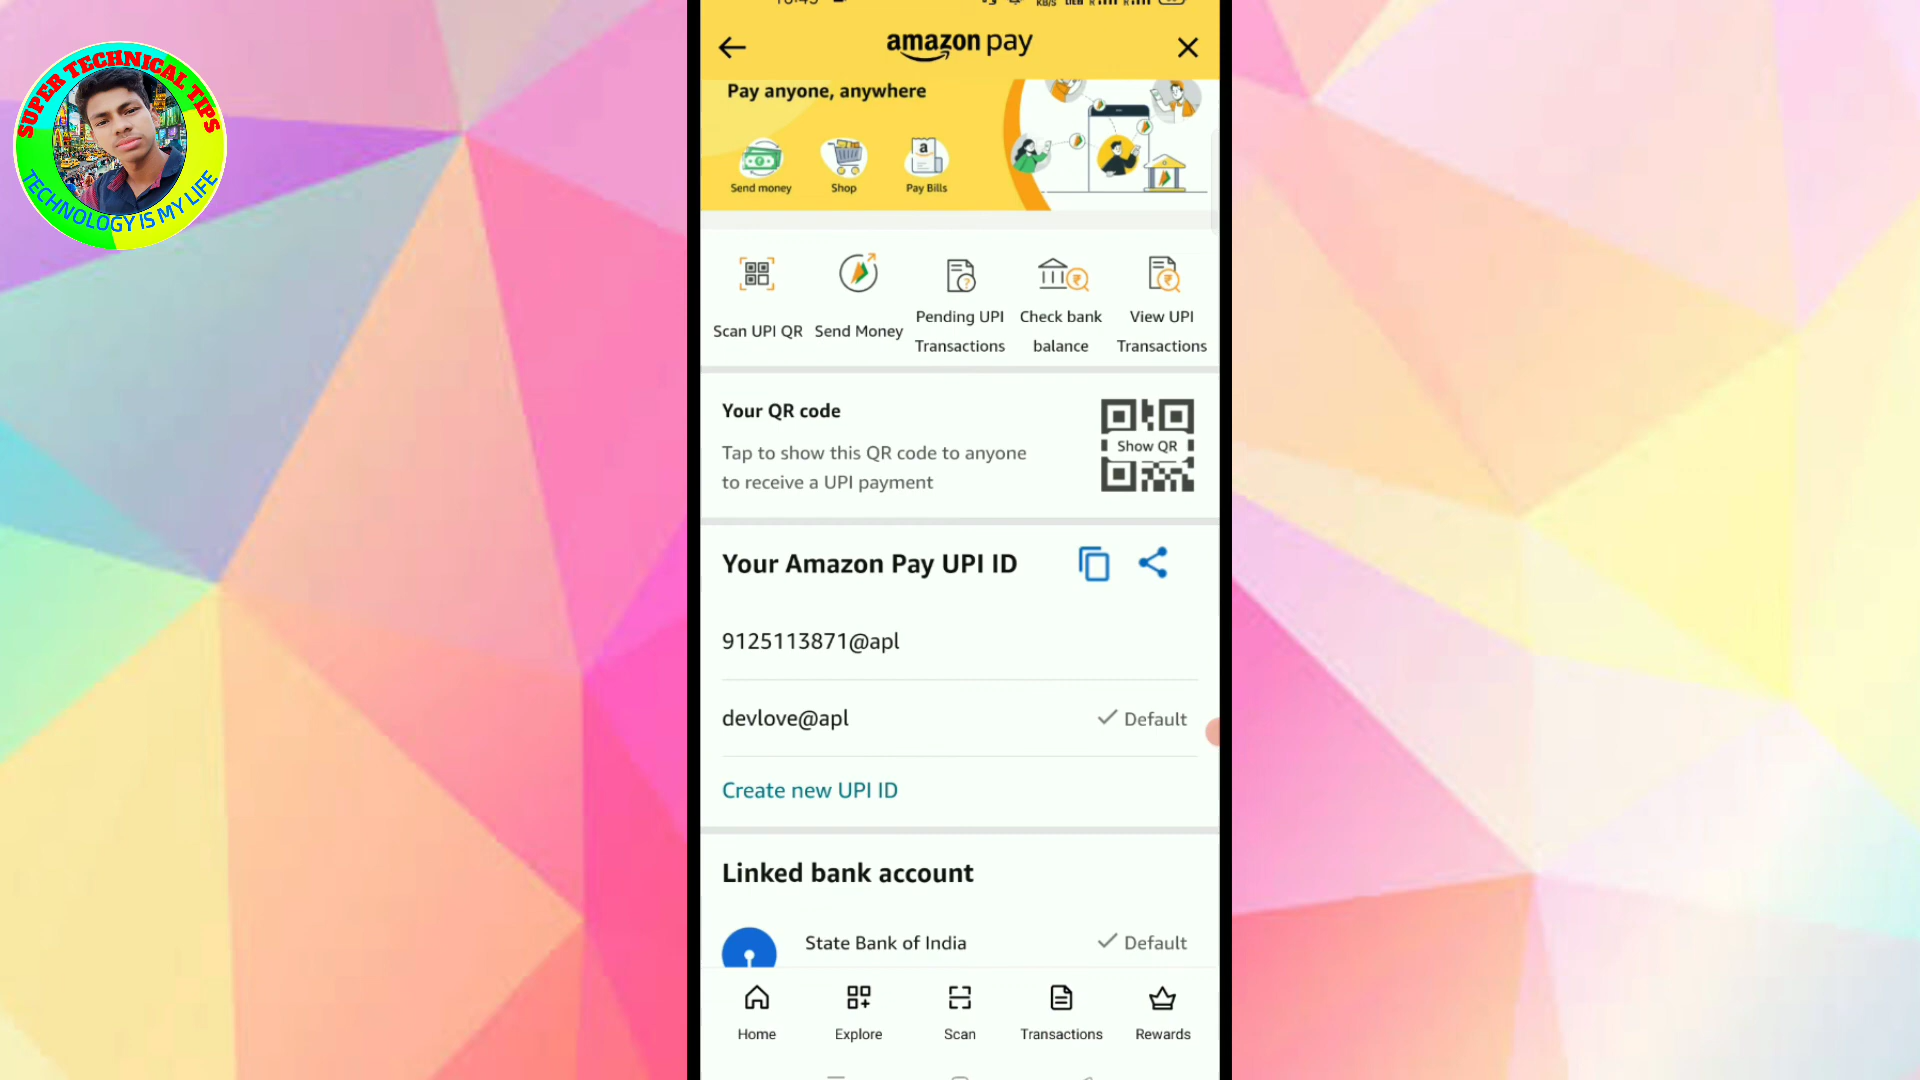 SUPER TECHNICAL TIPS
TECHNOLOGY IS MY LIFE
amazon pay
Pay anyone, anywhere
Send money
Shop
a
Pay Bills
Scan UPI QR
Send Money
Pending UPI
Transactions
Check bank
balance
View UPI
Transactions
Your QR code
Tap to show this QR code to anyone
to receive a UPI payment
Show QR
Your Amazon Pay UPI ID
9125113871@apl
devlove@apl
Default
Create new UPI ID
Linked bank account
State Bank of India
Default
Home
Explore
Scan
Transactions
Rewards